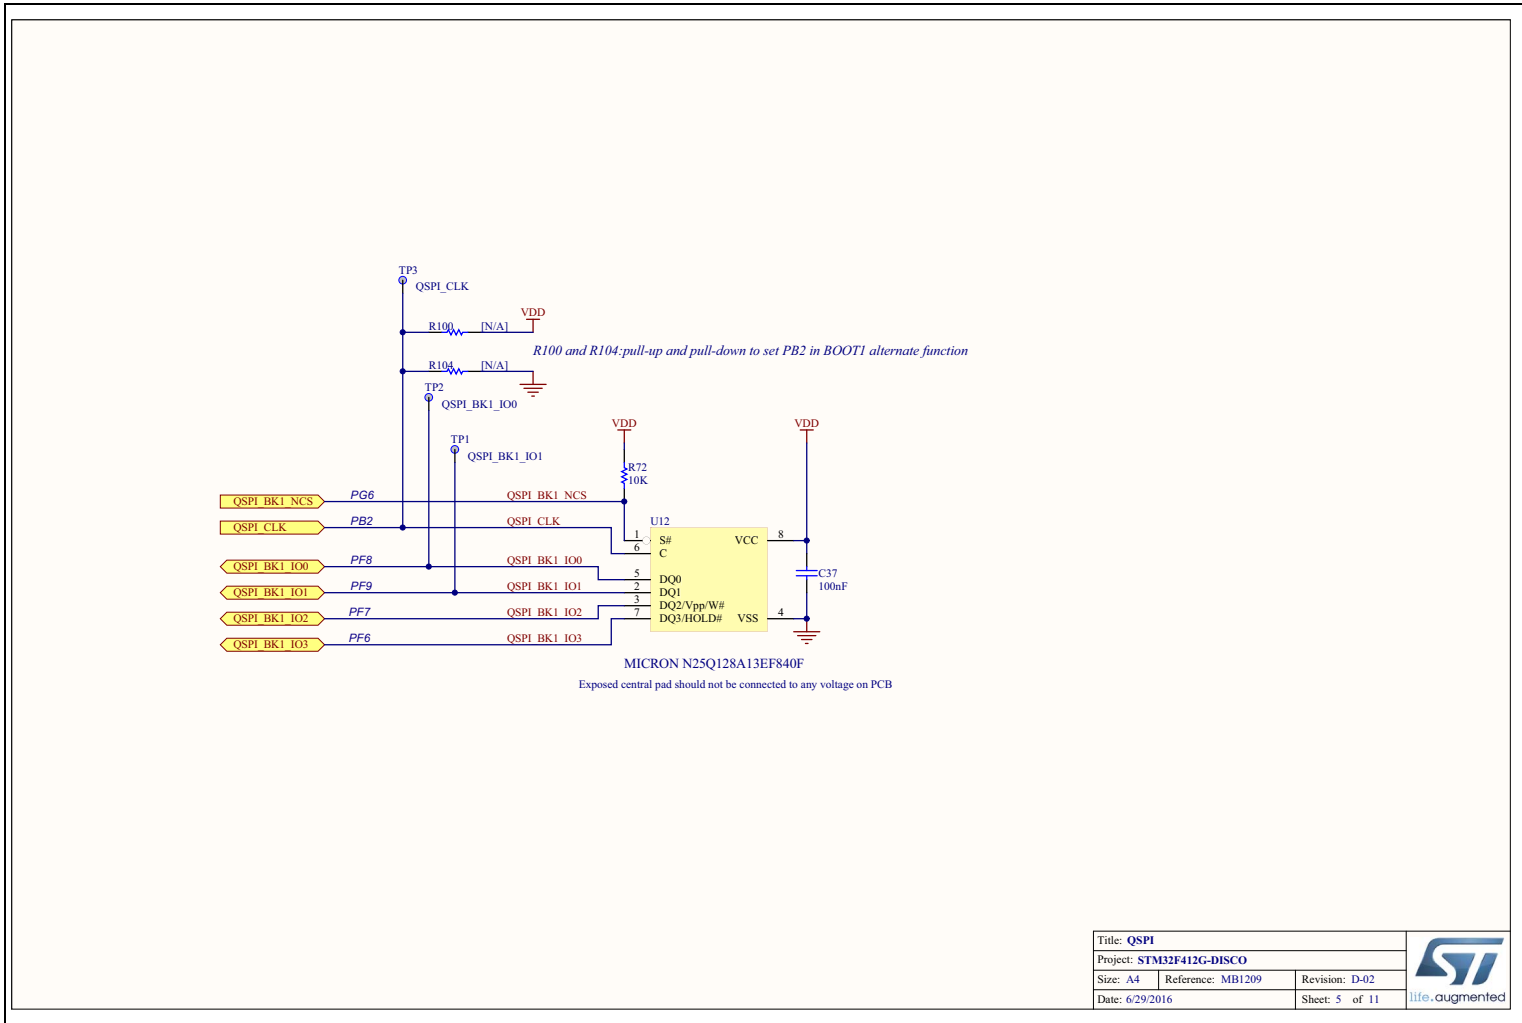 TP3
QSPI_CLK
VDD
R100 [N/A]
R100 and R104:pull-up and pull-down to set PB2 in BOOT1 alternate function
R104 [N/A]
TP2
QSPI_BK1_IO0
VDD VDD
TP1
QSPI_BK1_IO1
R72
10K
QSPI_BK1_NCS PG6 QSPI_BK1_NCS
QSPI_CLK PB2 QSPI_CLK
U12
1 S# VCC 8
6 C
QSPI_BK1_IO0 PF8 QSPI_BK1_IO0
5 DQ0
C37
100nF
QSPI_BK1_IO1 PF9 QSPI_BK1_IO1 2 DQ1
3 DQ2/Vpp/W#
QSPI_BK1_IO2 PF7 QSPI_BK1_IO2 7 DQ3/HOLD# VSS 4
QSPI_BK1_IO3 PF6 QSPI_BK1_IO3
MICRON N25Q128A13EF840F
Exposed central pad should not be connected to any voltage on PCB
Title: QSPI
Project: STM32F412G-DISCO
Size: A4 Reference: MB1209 Revision: D-02
Date: 6/29/2016 Sheet: 5 of 11
ST
life.augmented